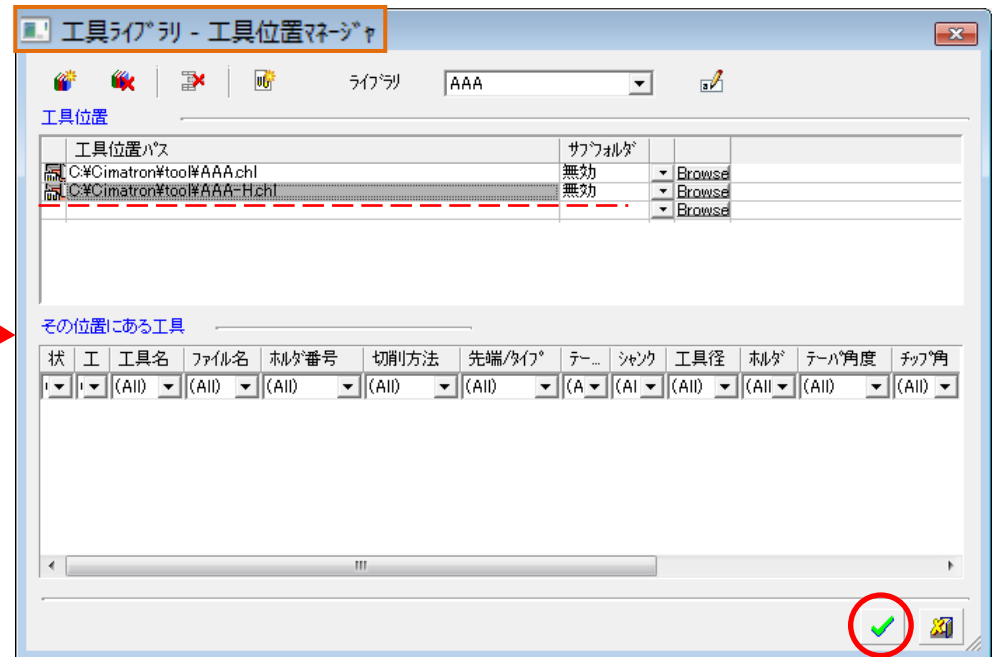 工具ﾗｲﾌﾞﾗﾘ - 工具位置ﾏﾈｰｼﾞｬ
ﾗｲﾌﾞﾗﾘ AAA
工具位置
工具位置ﾊﾟｽ ｻﾌﾞﾌｫﾙﾀﾞ
C:¥Cimatron¥tool¥AAA.chl 無効 Browse
C:¥Cimatron¥tool¥AAA-H.chl 無効 Browse
Browse
その位置にある工具
状 工 工具名 ﾌｧｲﾙ名 ﾎﾙﾀﾞ番号 切削方法 先端/ﾀｲﾌﾟ ﾃｰ... ｼｬﾝｸ 工具径 ﾎﾙﾀﾞ ﾃｰﾊﾟ角度 ﾁｯﾌﾟ角
(All) (All) (All) (All) (All) (A (Al (All) (All (All) (All)